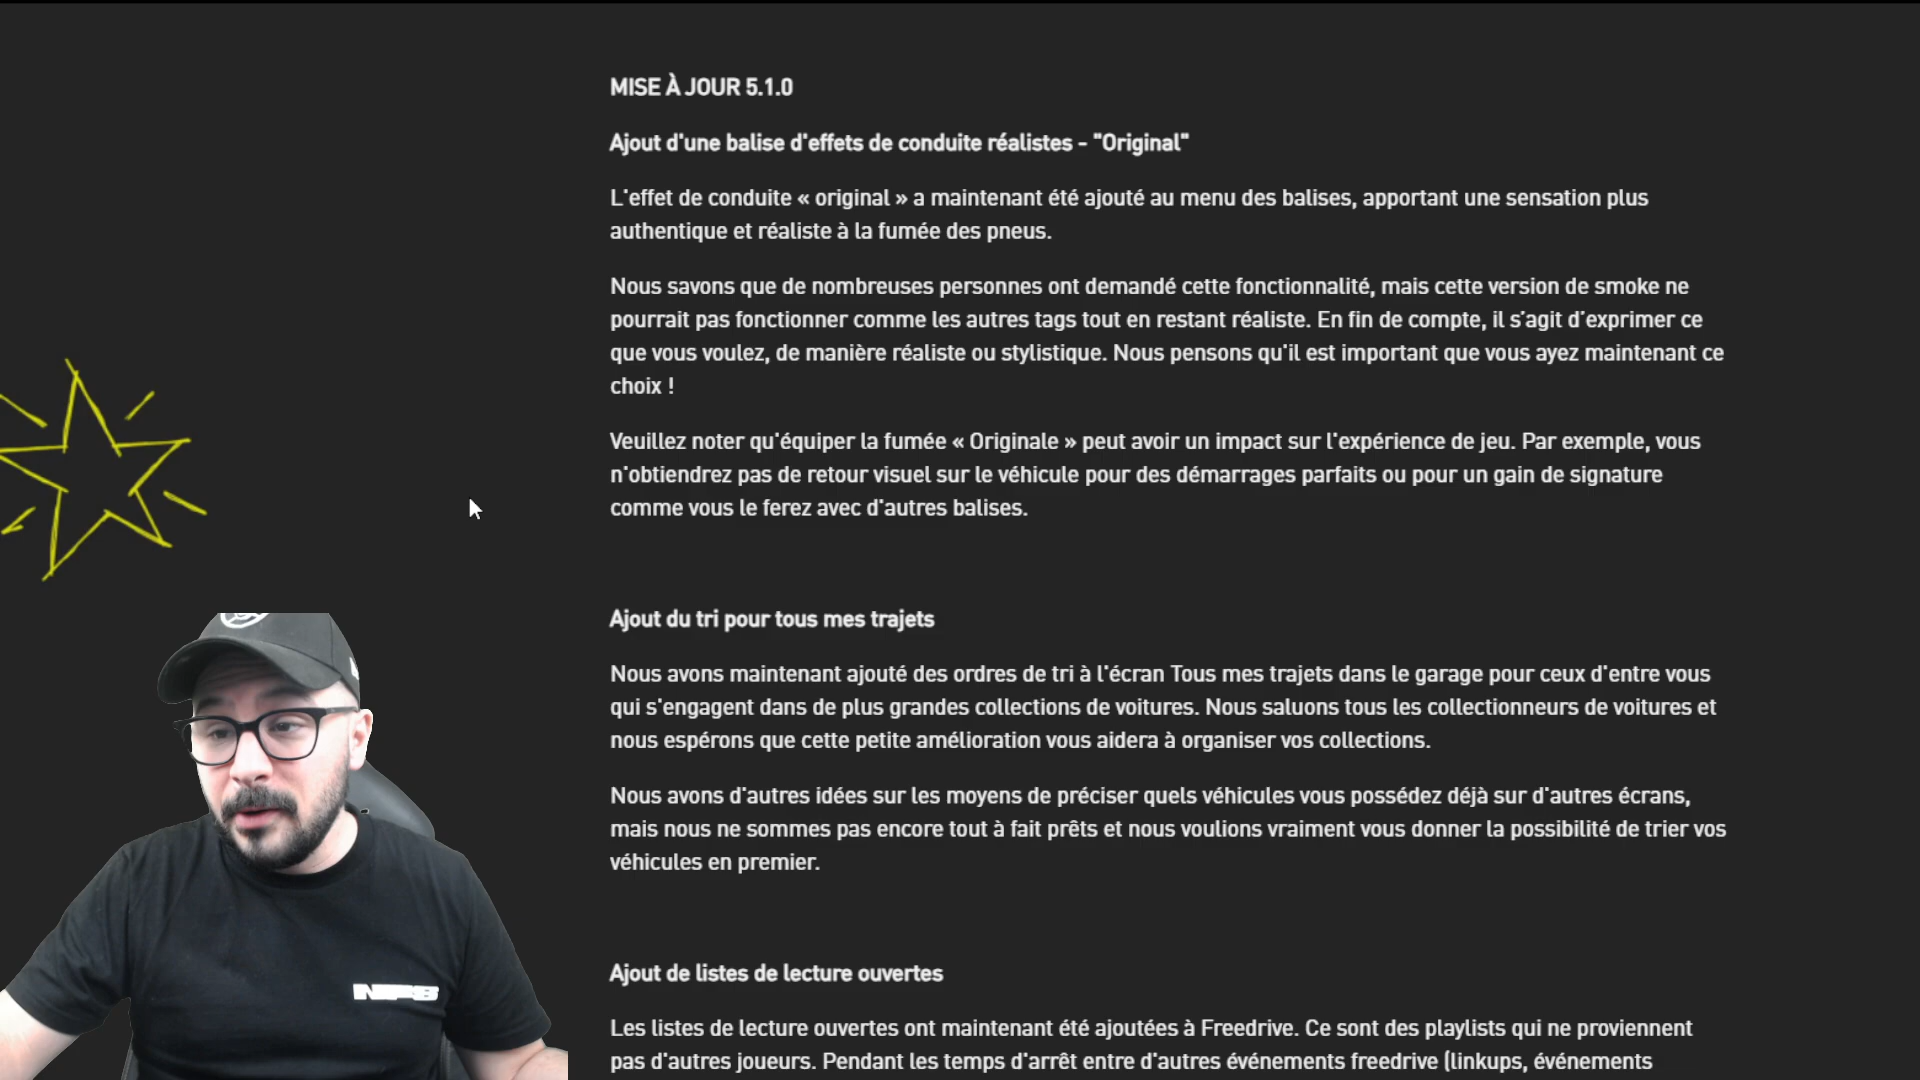 MISE À JOUR 5.1.0
Ajout d'une balise d'effets de conduite réalistes - "Original"
L'effet de conduite « original » a maintenant été ajouté au menu des balises, apportant une sensation plus
authentique et réaliste à la fumée des pneus.
Nous savons que de nombreuses personnes ont demandé cette fonctionnalité, mais cette version de smoke ne
pourrait pas fonctionner comme les autres tags tout en restant réaliste. En fin de compte, il s'agit d'exprimer ce
que vous voulez, de manière réaliste ou stylistique. Nous pensons qu'il est important que vous ayez maintenant ce
choix !
Veuillez noter qu'équiper la fumée « Originale » peut avoir un impact sur l'expérience de jeu. Par exemple, vous
n'obtiendrez pas de retour visuel sur le véhicule pour des démarrages parfaits ou pour un gain de signature
comme vous le ferez avec d'autres balises.
Ajout du tri pour tous mes trajets
Nous avons maintenant ajouté des ordres de tri à l'écran Tous mes trajets dans le garage pour ceux d'entre vous
qui s'engagent dans de plus grandes collections de voitures. Nous saluons tous les collectionneurs de voitures et
nous espérons que cette petite amélioration vous aidera à organiser vos collections.
Nous avons d'autres idées sur les moyens de préciser quels véhicules vous possédez déjà sur d'autres écrans,
mais nous ne sommes pas encore tout à fait prêts et nous voulions vraiment vous donner la possibilité de trier vos
véhicules en premier.
NFS
Ajout de listes de lecture ouvertes
Les listes de lecture ouvertes ont maintenant été ajoutées à Freedrive. Ce sont des playlists qui ne proviennent
pas d'autres joueurs. Pendant les temps d'arrêt entre d'autres événements freedrive (linkups, événements